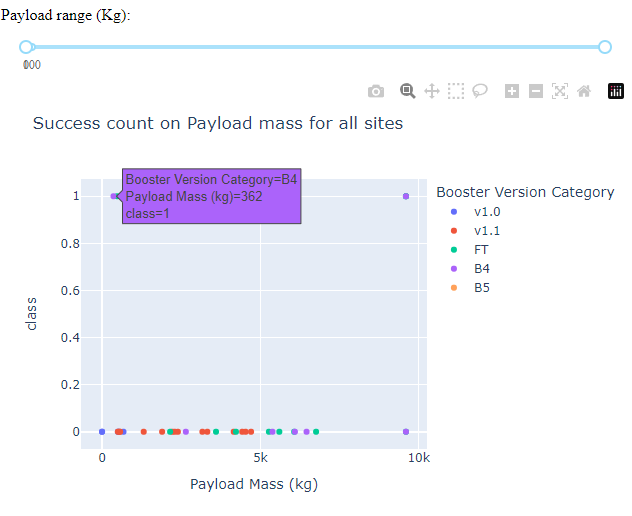 Payload range (Kg):
Success count on Payload mass for all sites
Booster Version Category=B4
Payload Mass (kg)=362
class=1
Booster Version Category
v1.0
v1.1
FT
B4
B5
class
1
0.8
0.6
0.4
0.2
0
0
5k
10k
Payload Mass (kg)